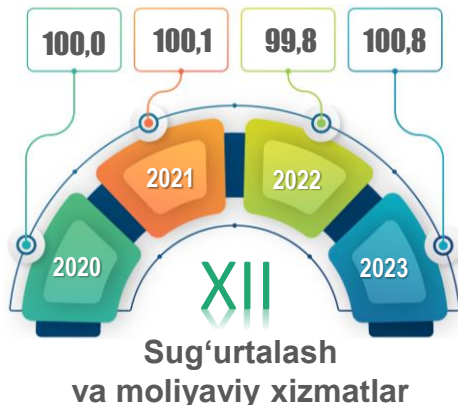 100,0 100,1 99,8 100,8
2021 2022
2020 2023
XII
Sug‘urtalash
va moliyaviy xizmatlar